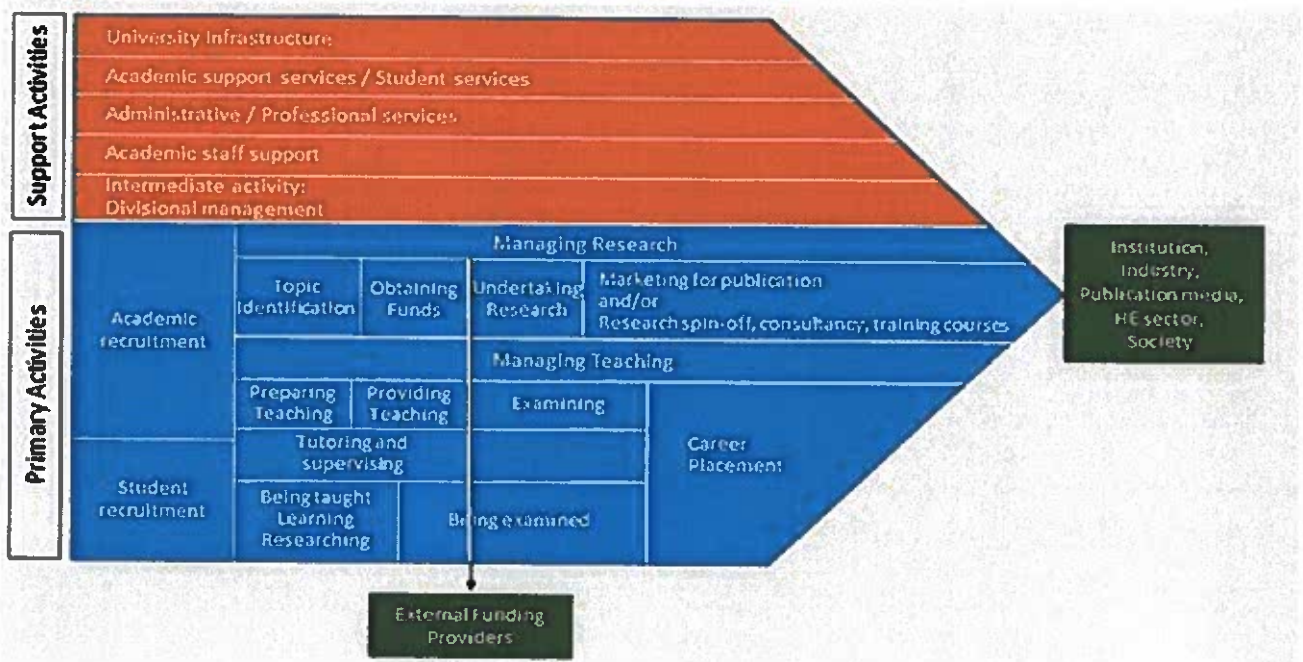 Support Activities
University Infrastructure
Academic support services / Student services
Administrative / Professional services
Academic staff support
Intermediate activity:
Divisional management
Primary Activities
Academic
recruitment
Student
recruitment
Managing Research
Topic
Identification
Obtaining
Funds
Undertaking
Research
Marketing for publication
and/or
Research spin-off, consultancy, training courses
Managing Teaching
Preparing
Teaching
Providing
Teaching
Examining
Tutoring and
supervising
Being taught
Learning
Researching
Being examined
Career
Placement
Institution,
Industry,
Publication media,
HE sector,
Society
External Funding
Providers